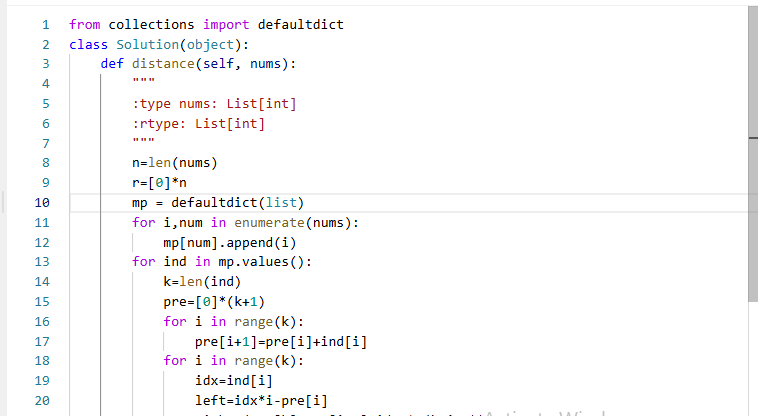 1 from collections import defaultdict
2 class Solution(object):
3     def distance(self, nums):
4         """
5         :type nums: List[int]
6         :rtype: List[int]
7         """
8         n=len(nums)
9         r=[0]*n
10         mp = defaultdict(list)
11         for i,num in enumerate(nums):
12             mp[num].append(i)
13         for ind in mp.values():
14             k=len(ind)
15             pre=[0]*(k+1)
16             for i in range(k):
17                 pre[i+1]=pre[i]+ind[i]
18             for i in range(k):
19                 idx=ind[i]
20                 left=idx*i-pre[i]